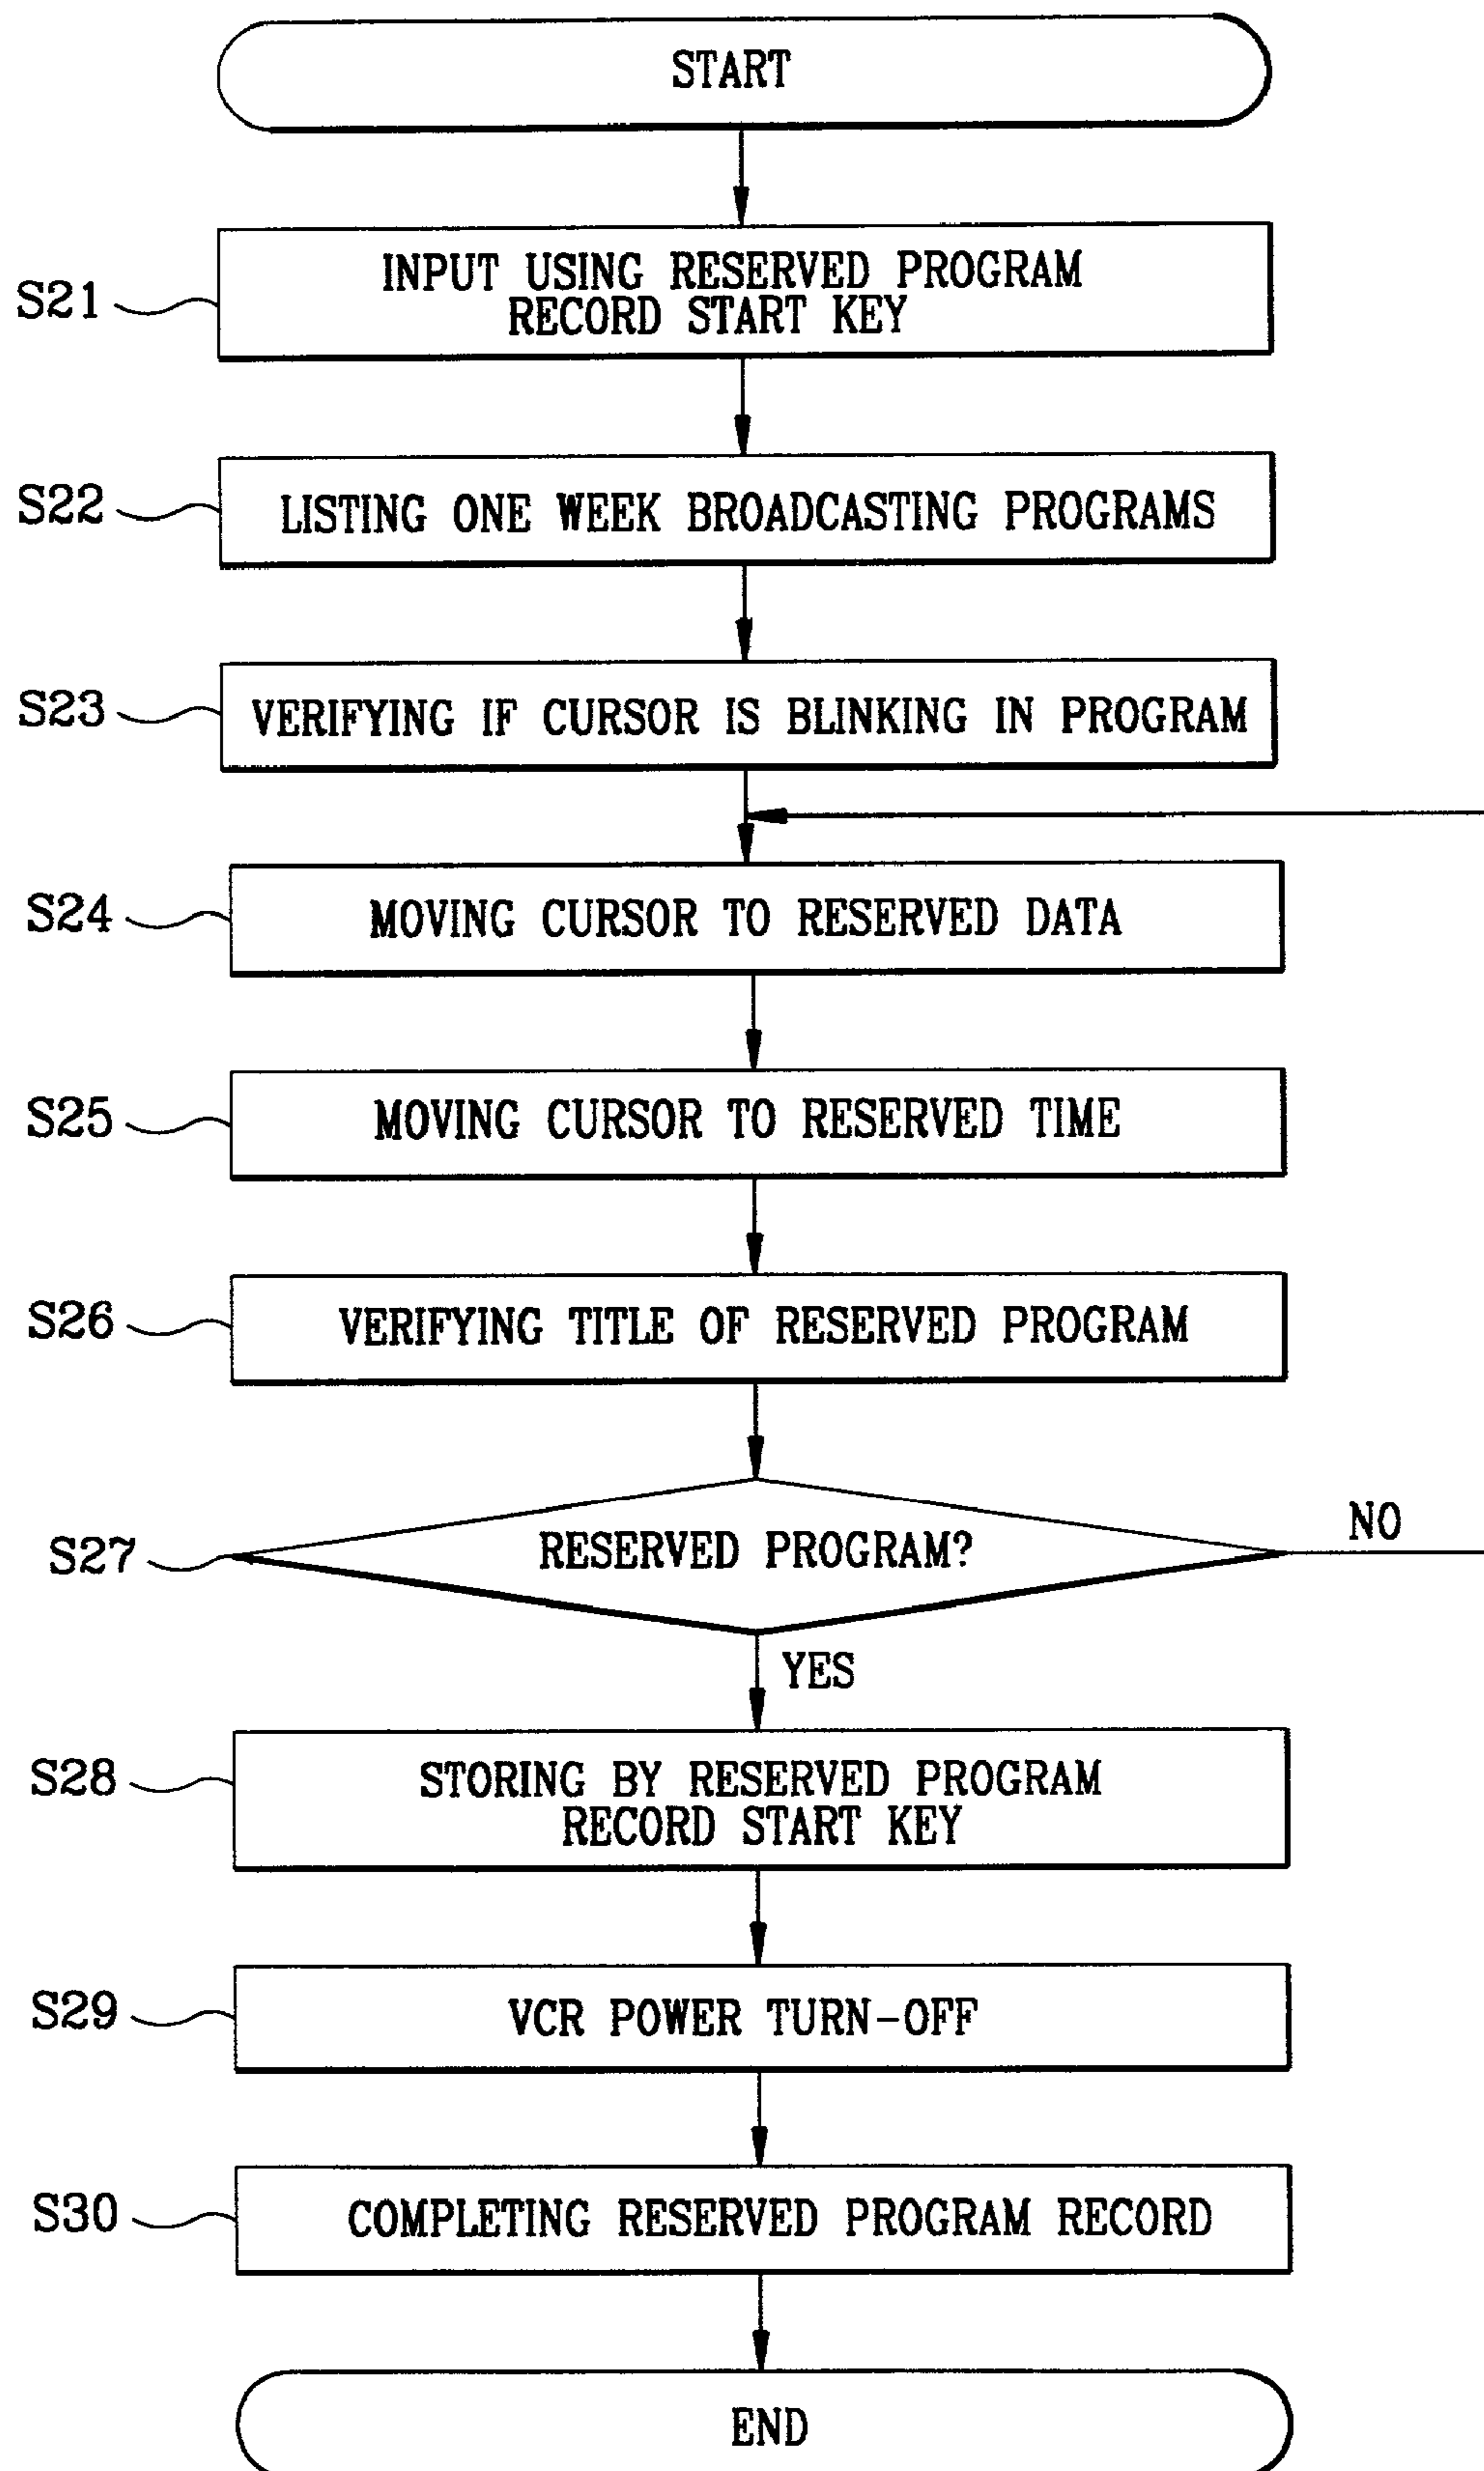 START
S21
INPUT USING RESERVED PROGRAM
RECORD START KEY
S22
LISTING ONE WEEK BROADCASTING PROGRAMS
S23
VERIFYING IF CURSOR IS BLINKING IN PROGRAM
S24
MOVING CURSOR TO RESERVED DATA
S25
MOVING CURSOR TO RESERVED TIME
S26
VERIFYING TITLE OF RESERVED PROGRAM
S27
RESERVED PROGRAM?
NO
YES
S28
STORING BY RESERVED PROGRAM
RECORD START KEY
S29
VCR POWER TURN-OFF
S30
COMPLETING RESERVED PROGRAM RECORD
END